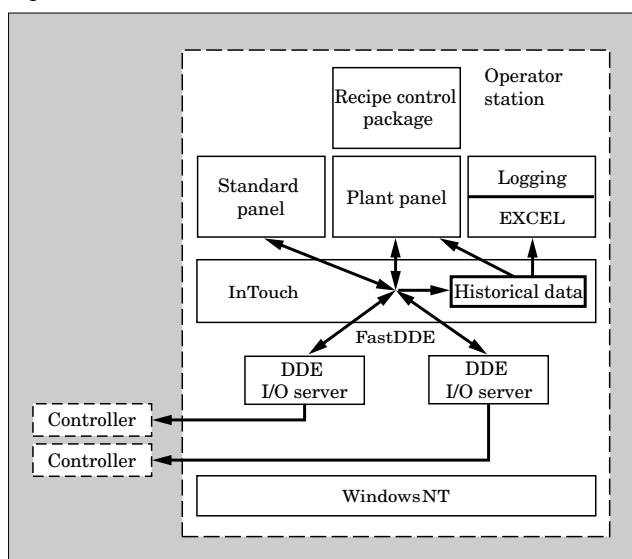 Operator
station
Recipe control
package
Standard
panel
Plant panel
Logging
EXCEL
InTouch
Historical data
FastDDE
DDE
I/O server
DDE
I/O server
Controller
Controller
WindowsNT